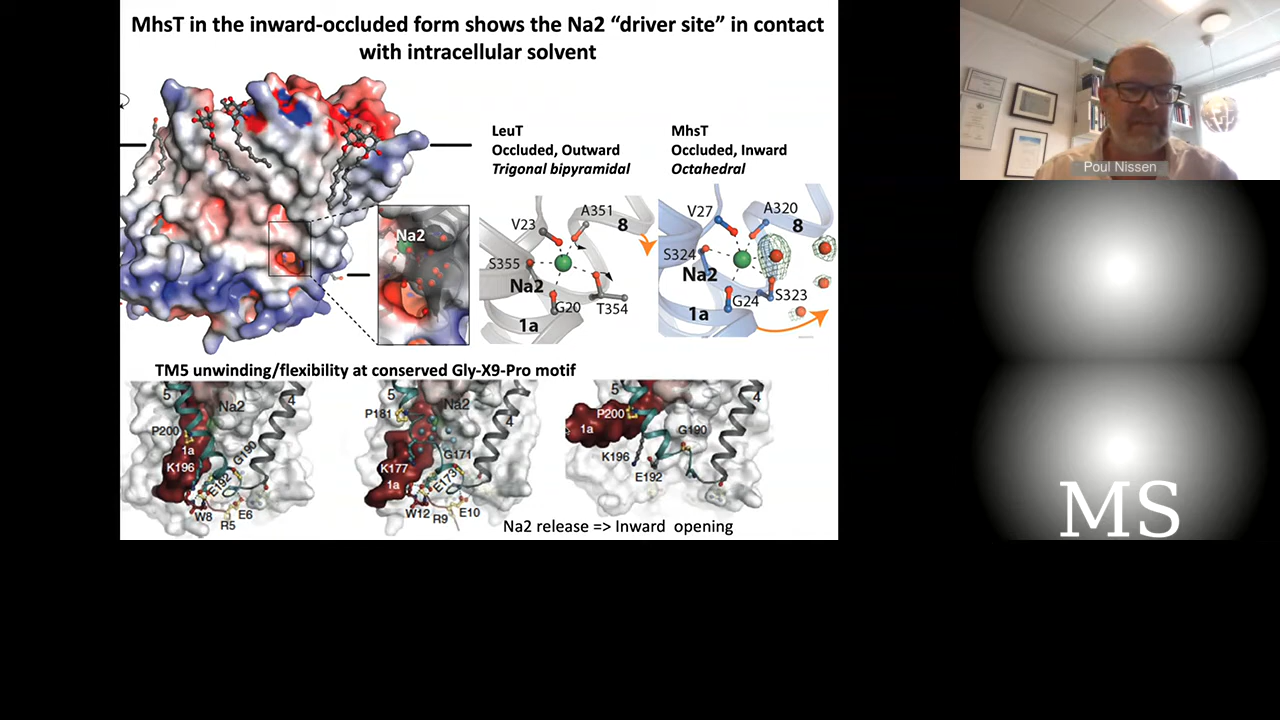 MhsT in the inward-occluded form shows the Na2 “driver site” in contact
with intracellular solvent
LeuT
Occluded, Outward
Trigonal bipyramidal
MhsT
Occluded, Inward
Octahedral
Na2
V23
A351
8
S355
Na2
G20
T354
1a
V27
A320
8
S324
Na2
G24
S323
1a
TM5 unwinding/flexibility at conserved Gly-X9-Pro motif
5
Na2
4
P200
1a
G190
K196
E192
W8
E6
R5
5
Na2
P181
4
G171
K177
E173
1a
W12
R9
E10
5
4
P200
1a
G190
K196
E192
Na2 release => Inward opening
Poul Nissen
MS